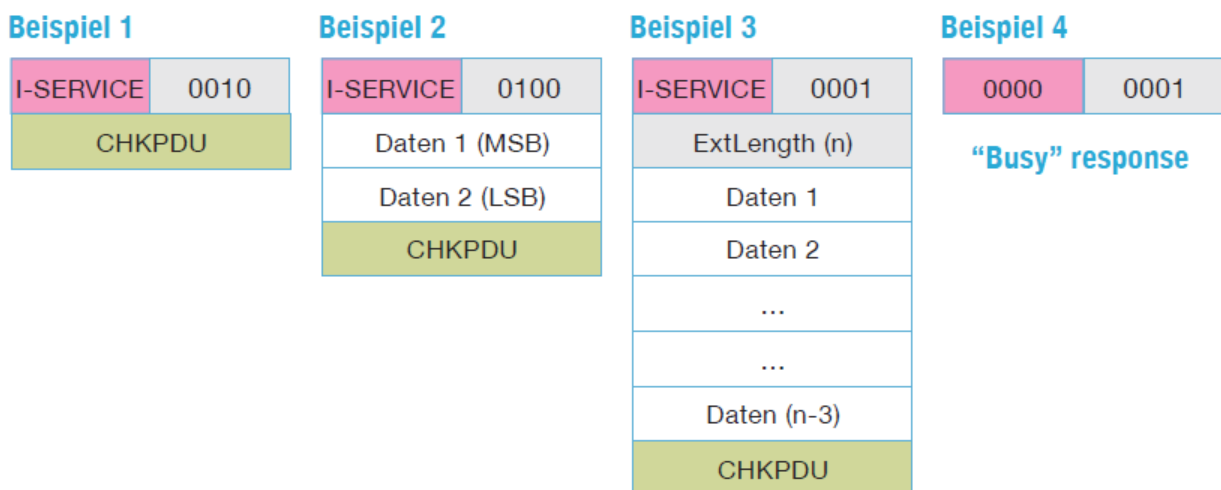 Beispiel 1
I-SERVICE 0010
CHKPDU
Beispiel 2
I-SERVICE 0100
Daten 1 (MSB)
Daten 2 (LSB)
CHKPDU
Beispiel 3
I-SERVICE 0001
ExtLength (n)
Daten 1
Daten 2
...
...
Daten (n-3)
CHKPDU
Beispiel 4
0000 0001
“Busy” response